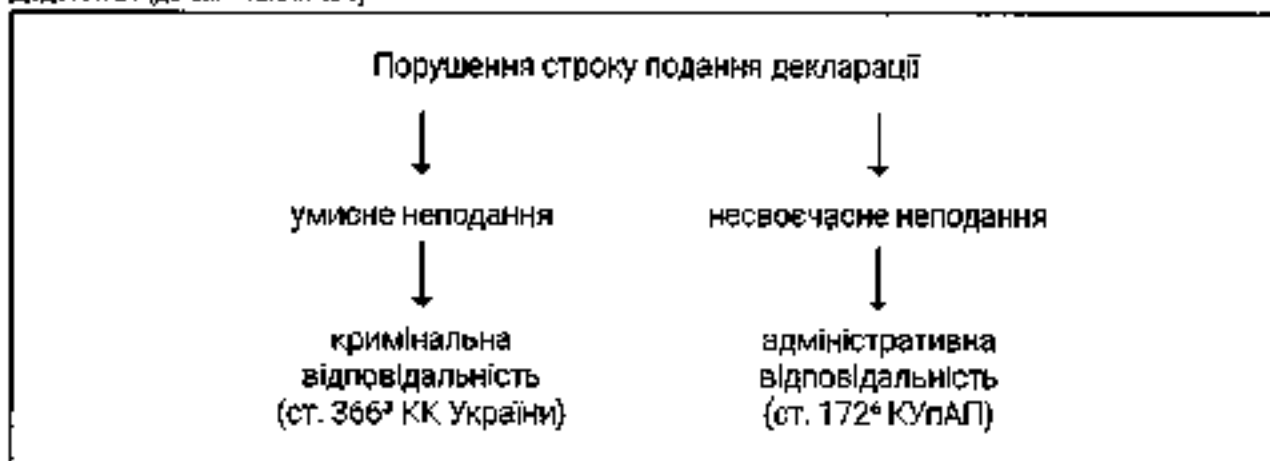 Порушення строку подання декларації
умисне неподання
несвоєчасне неподання
кримінальна
відповідальність
(ст. 366³ КК України)
адміністративна
відповідальність
(ст. 172⁶ КУпАП)